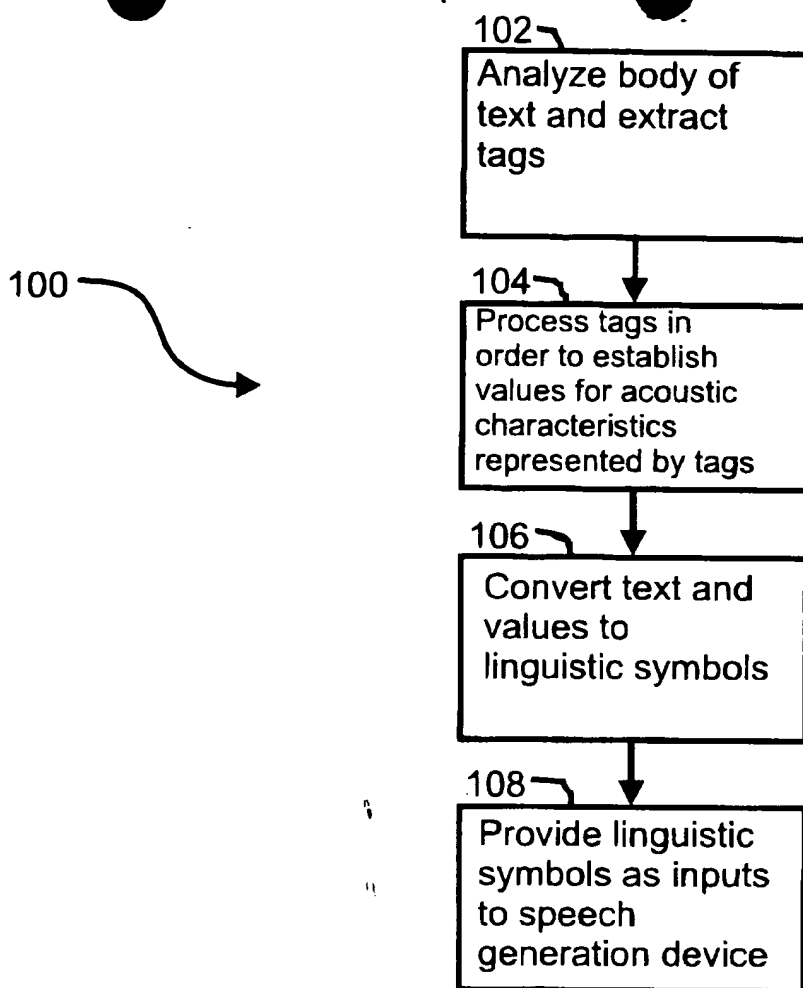 102
Analyze body of
text and extract
tags
100
104
Process tags in
order to establish
values for acoustic
characteristics
represented by tags
106
Convert text and
values to
linguistic symbols
108
Provide linguistic
symbols as inputs
to speech
generation device